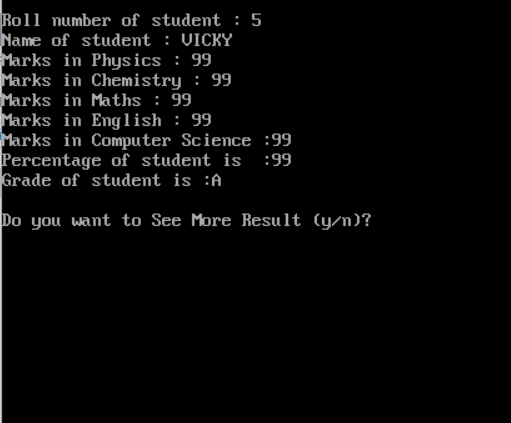 Roll number of student : 5
Name of student : VICKY
Marks in Physics : 99
Marks in Chemistry : 99
Marks in Maths : 99
Marks in English : 99
Marks in Computer Science :99
Percentage of student is  :99
Grade of student is :A
Do you want to See More Result (y/n)?